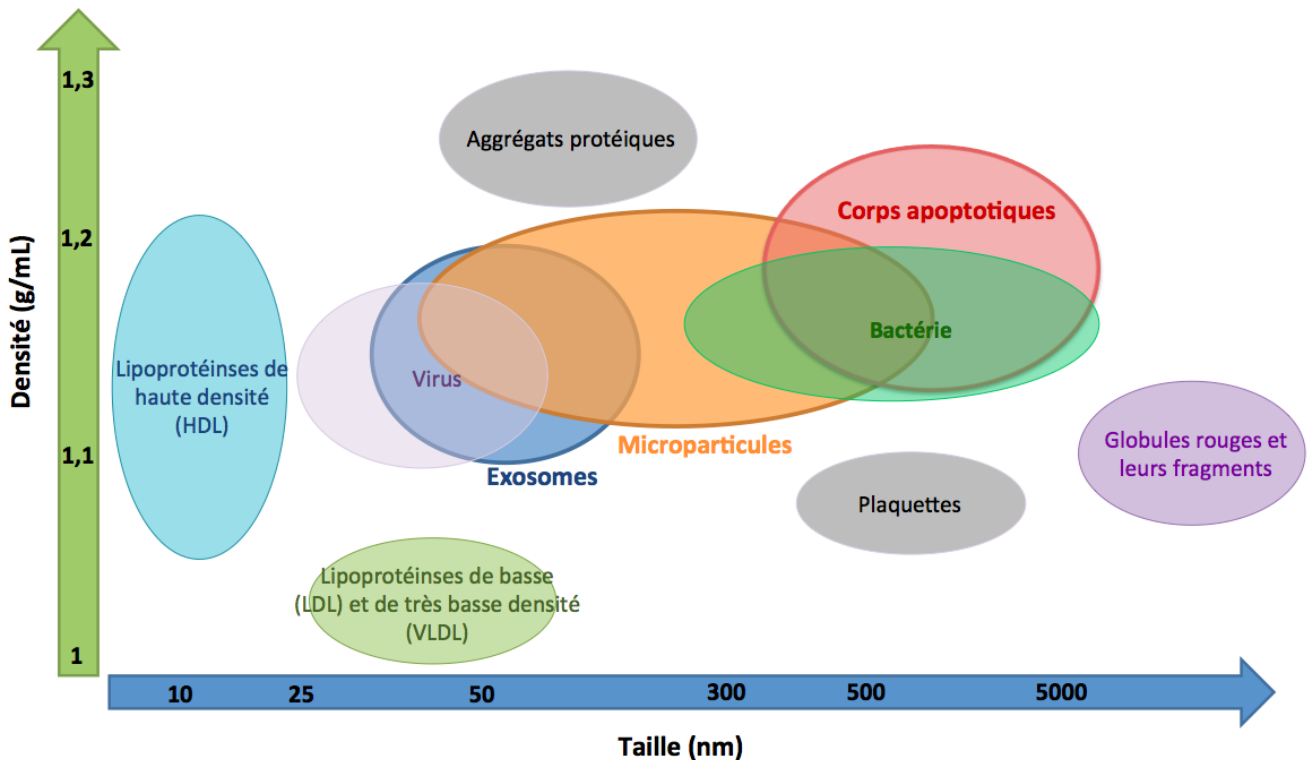 1,3
Aggrégats protéiques
Corps apoptotiques
1,2
Densité (g/mL)
Bactérie
Lipoprotéinses de
haute densité
(HDL)
Virus
Microparticules
Globules rouges et
leurs fragments
1,1
Exosomes
Plaquettes
Lipoprotéinses de basse
(LDL) et de très basse densité
(VLDL)
1
10 25 50 300 500 5000
Taille (nm)